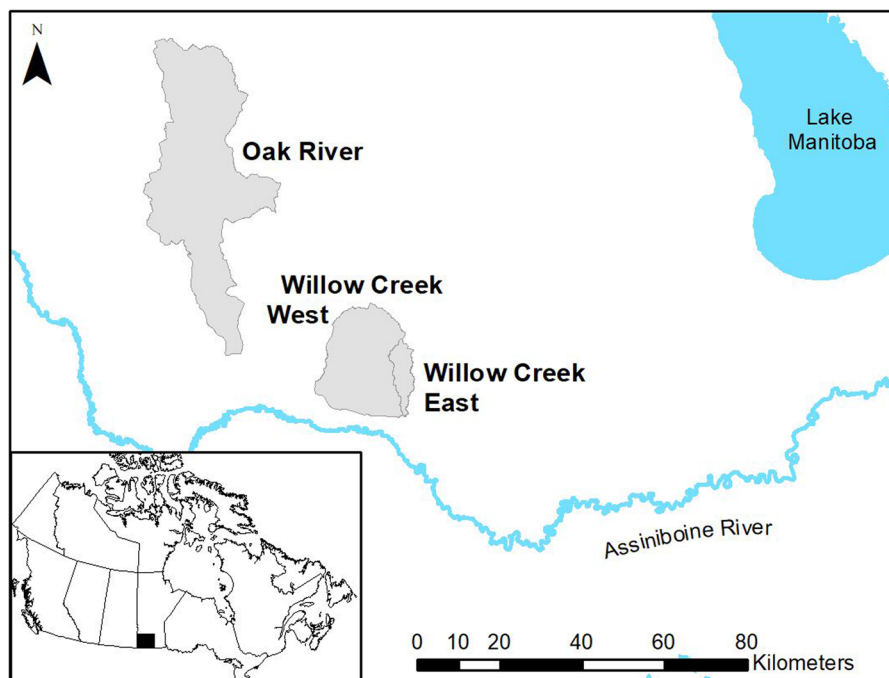 N
Oak River
Lake
Manitoba
Willow Creek
West
Willow Creek
East
Assiniboine River
0 10 20 40 60 80
Kilometers